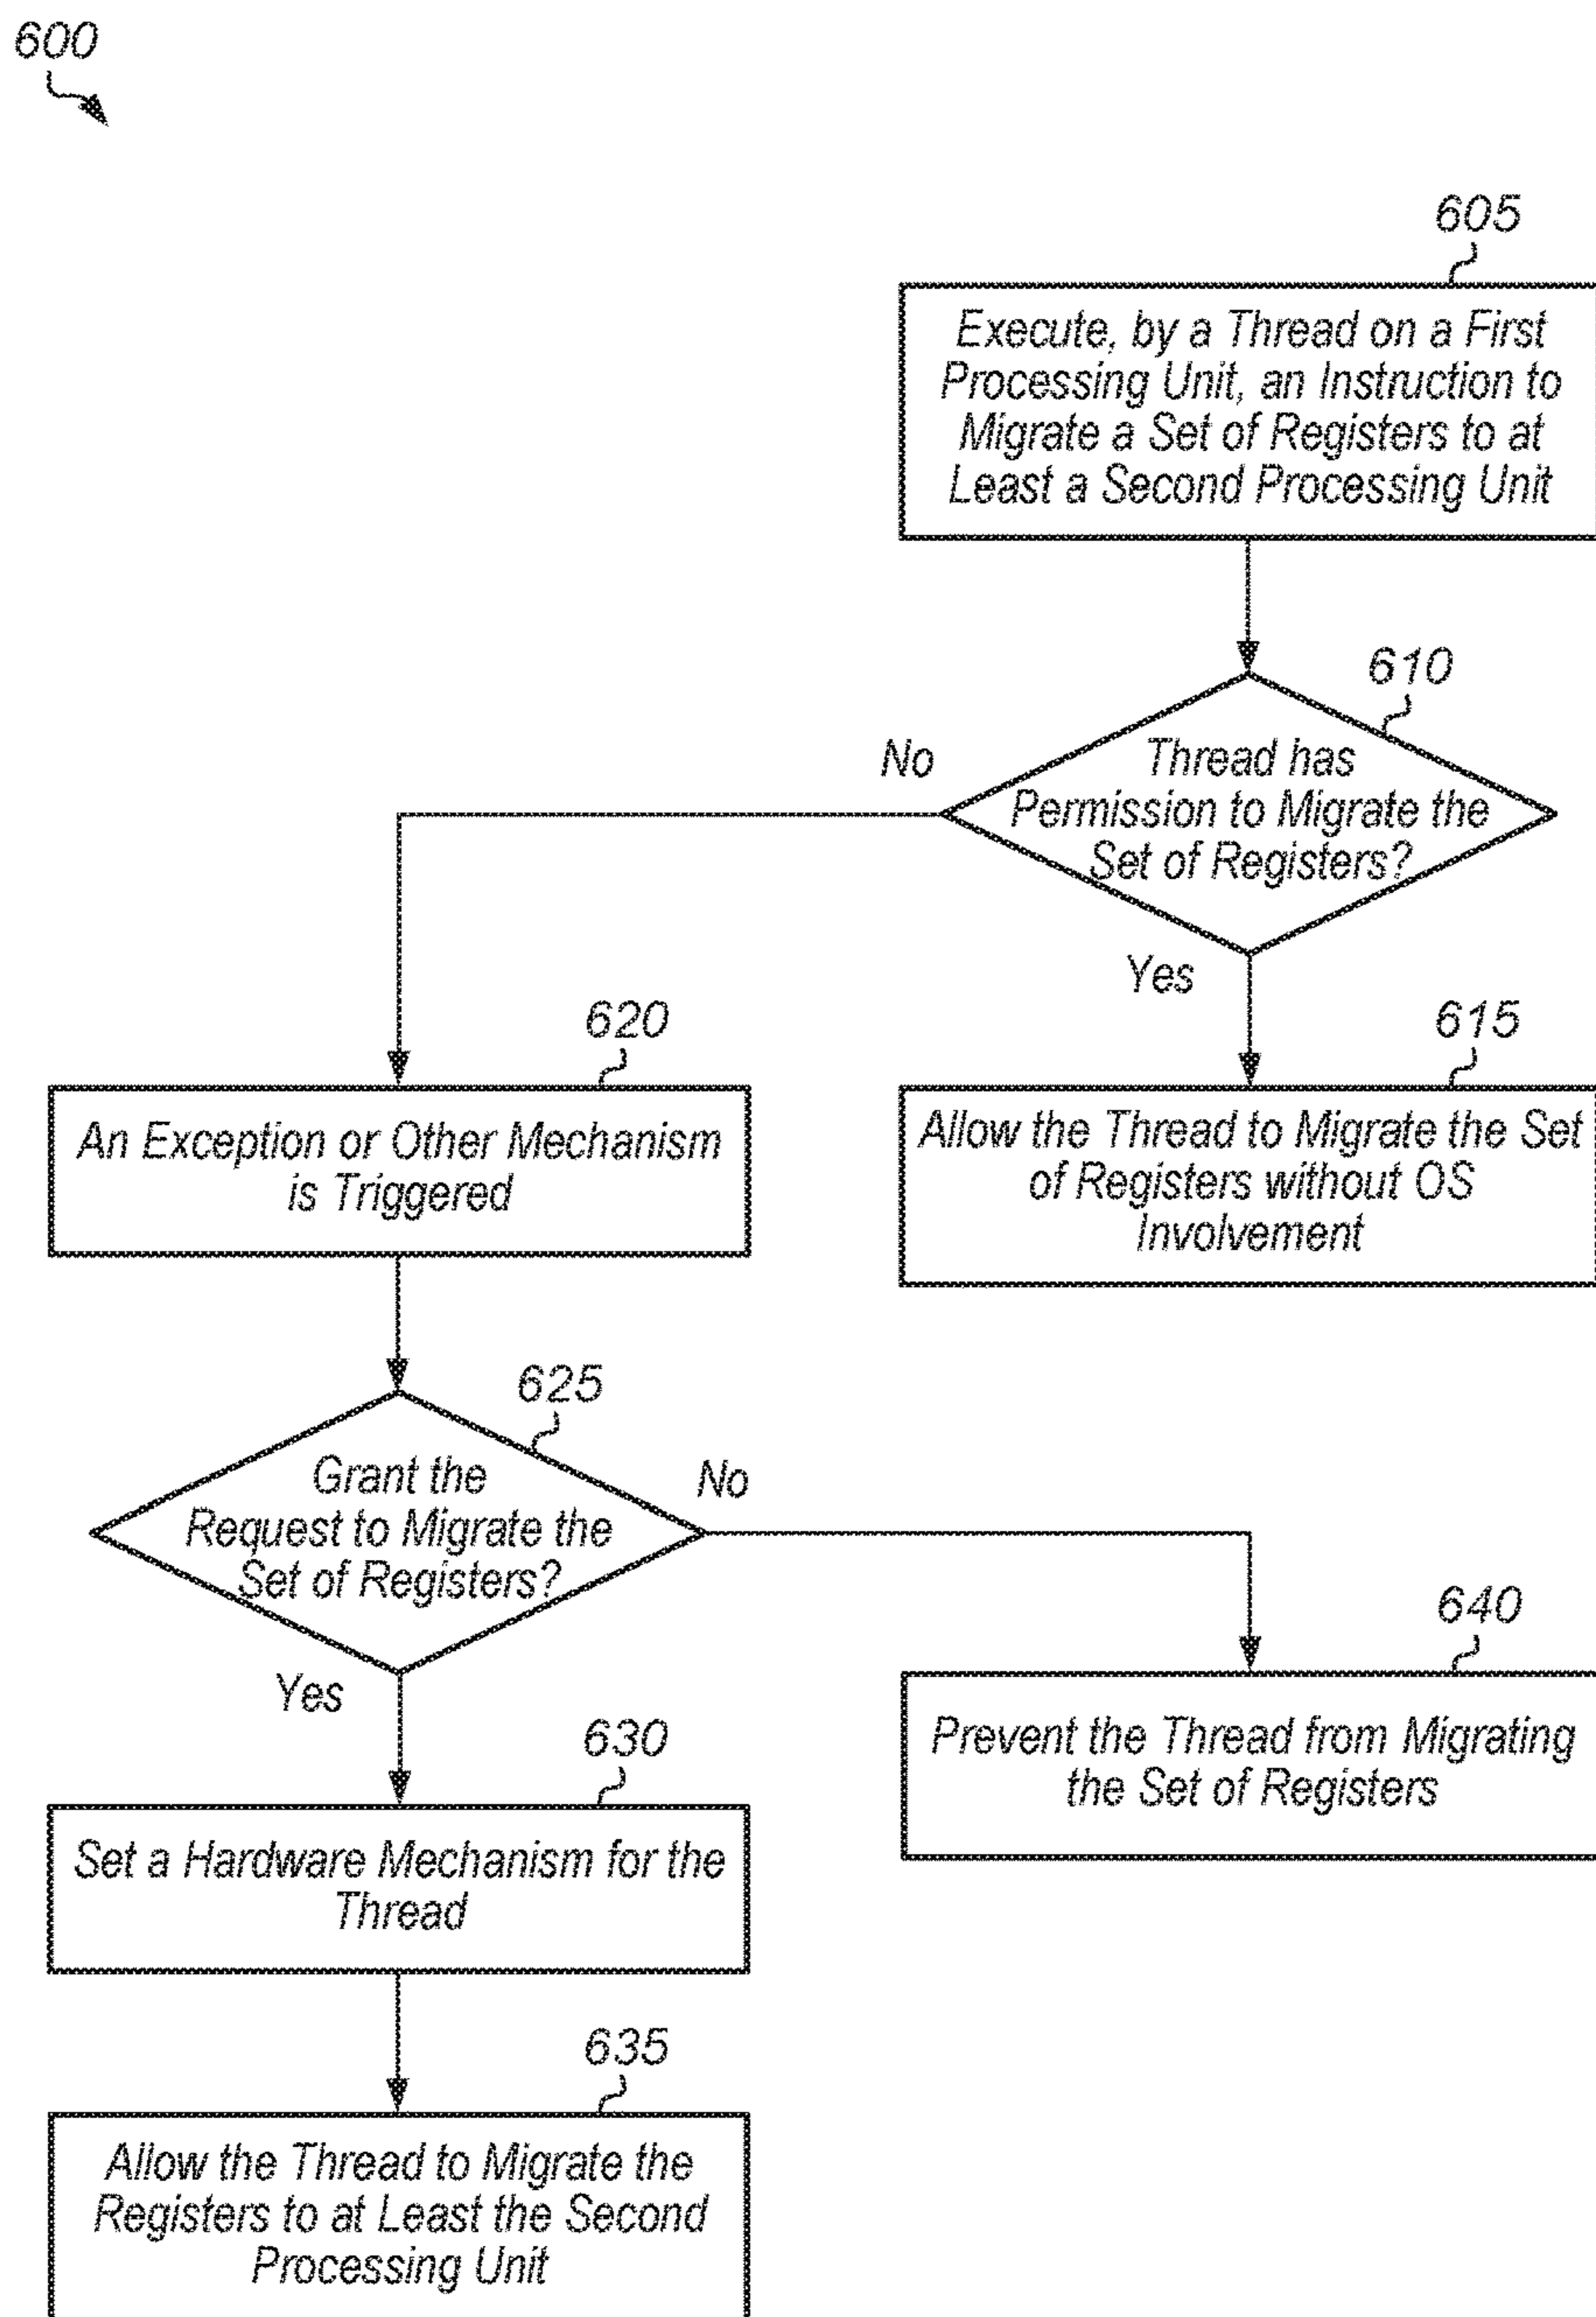 600
605
Execute, by a Thread on a First
Processing Unit, an Instruction to
Migrate a Set of Registers to at
Least a Second Processing Unit
610
No
Thread has
Permission to Migrate the
Set of Registers?
Yes
620
615
An Exception or Other Mechanism
is Triggered
Allow the Thread to Migrate the Set
of Registers without OS
Involvement
625
Grant the
Request to Migrate the
Set of Registers?
No
Yes
640
Prevent the Thread from Migrating
the Set of Registers
630
Set a Hardware Mechanism for the
Thread
635
Allow the Thread to Migrate the
Registers to at Least the Second
Processing Unit